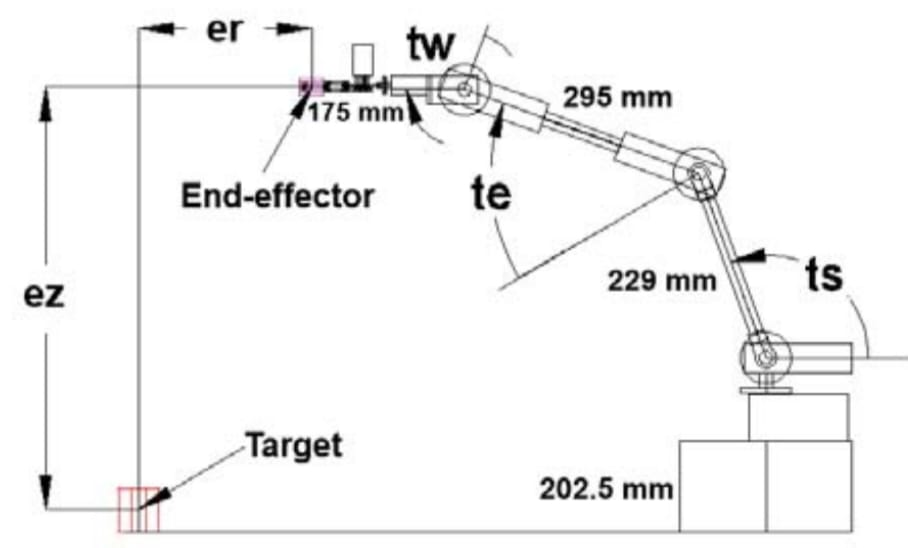 er
tw
295 mm
175 mm
End-effector
te
ez
229 mm
ts
Target
202.5 mm